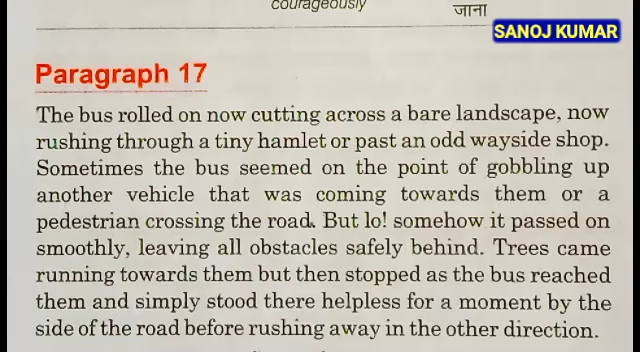 courageously जाना
SANOJ KUMAR
Paragraph 17
The bus rolled on now cutting across a bare landscape, now
rushing through a tiny hamlet or past an odd wayside shop.
Sometimes the bus seemed on the point of gobbling up
another vehicle that was coming towards them or a
pedestrian crossing the road. But lo! somehow it passed on
smoothly, leaving all obstacles safely behind. Trees came
running towards them but then stopped as the bus reached
them and simply stood there helpless for a moment by the
side of the road before rushing away in the other direction.